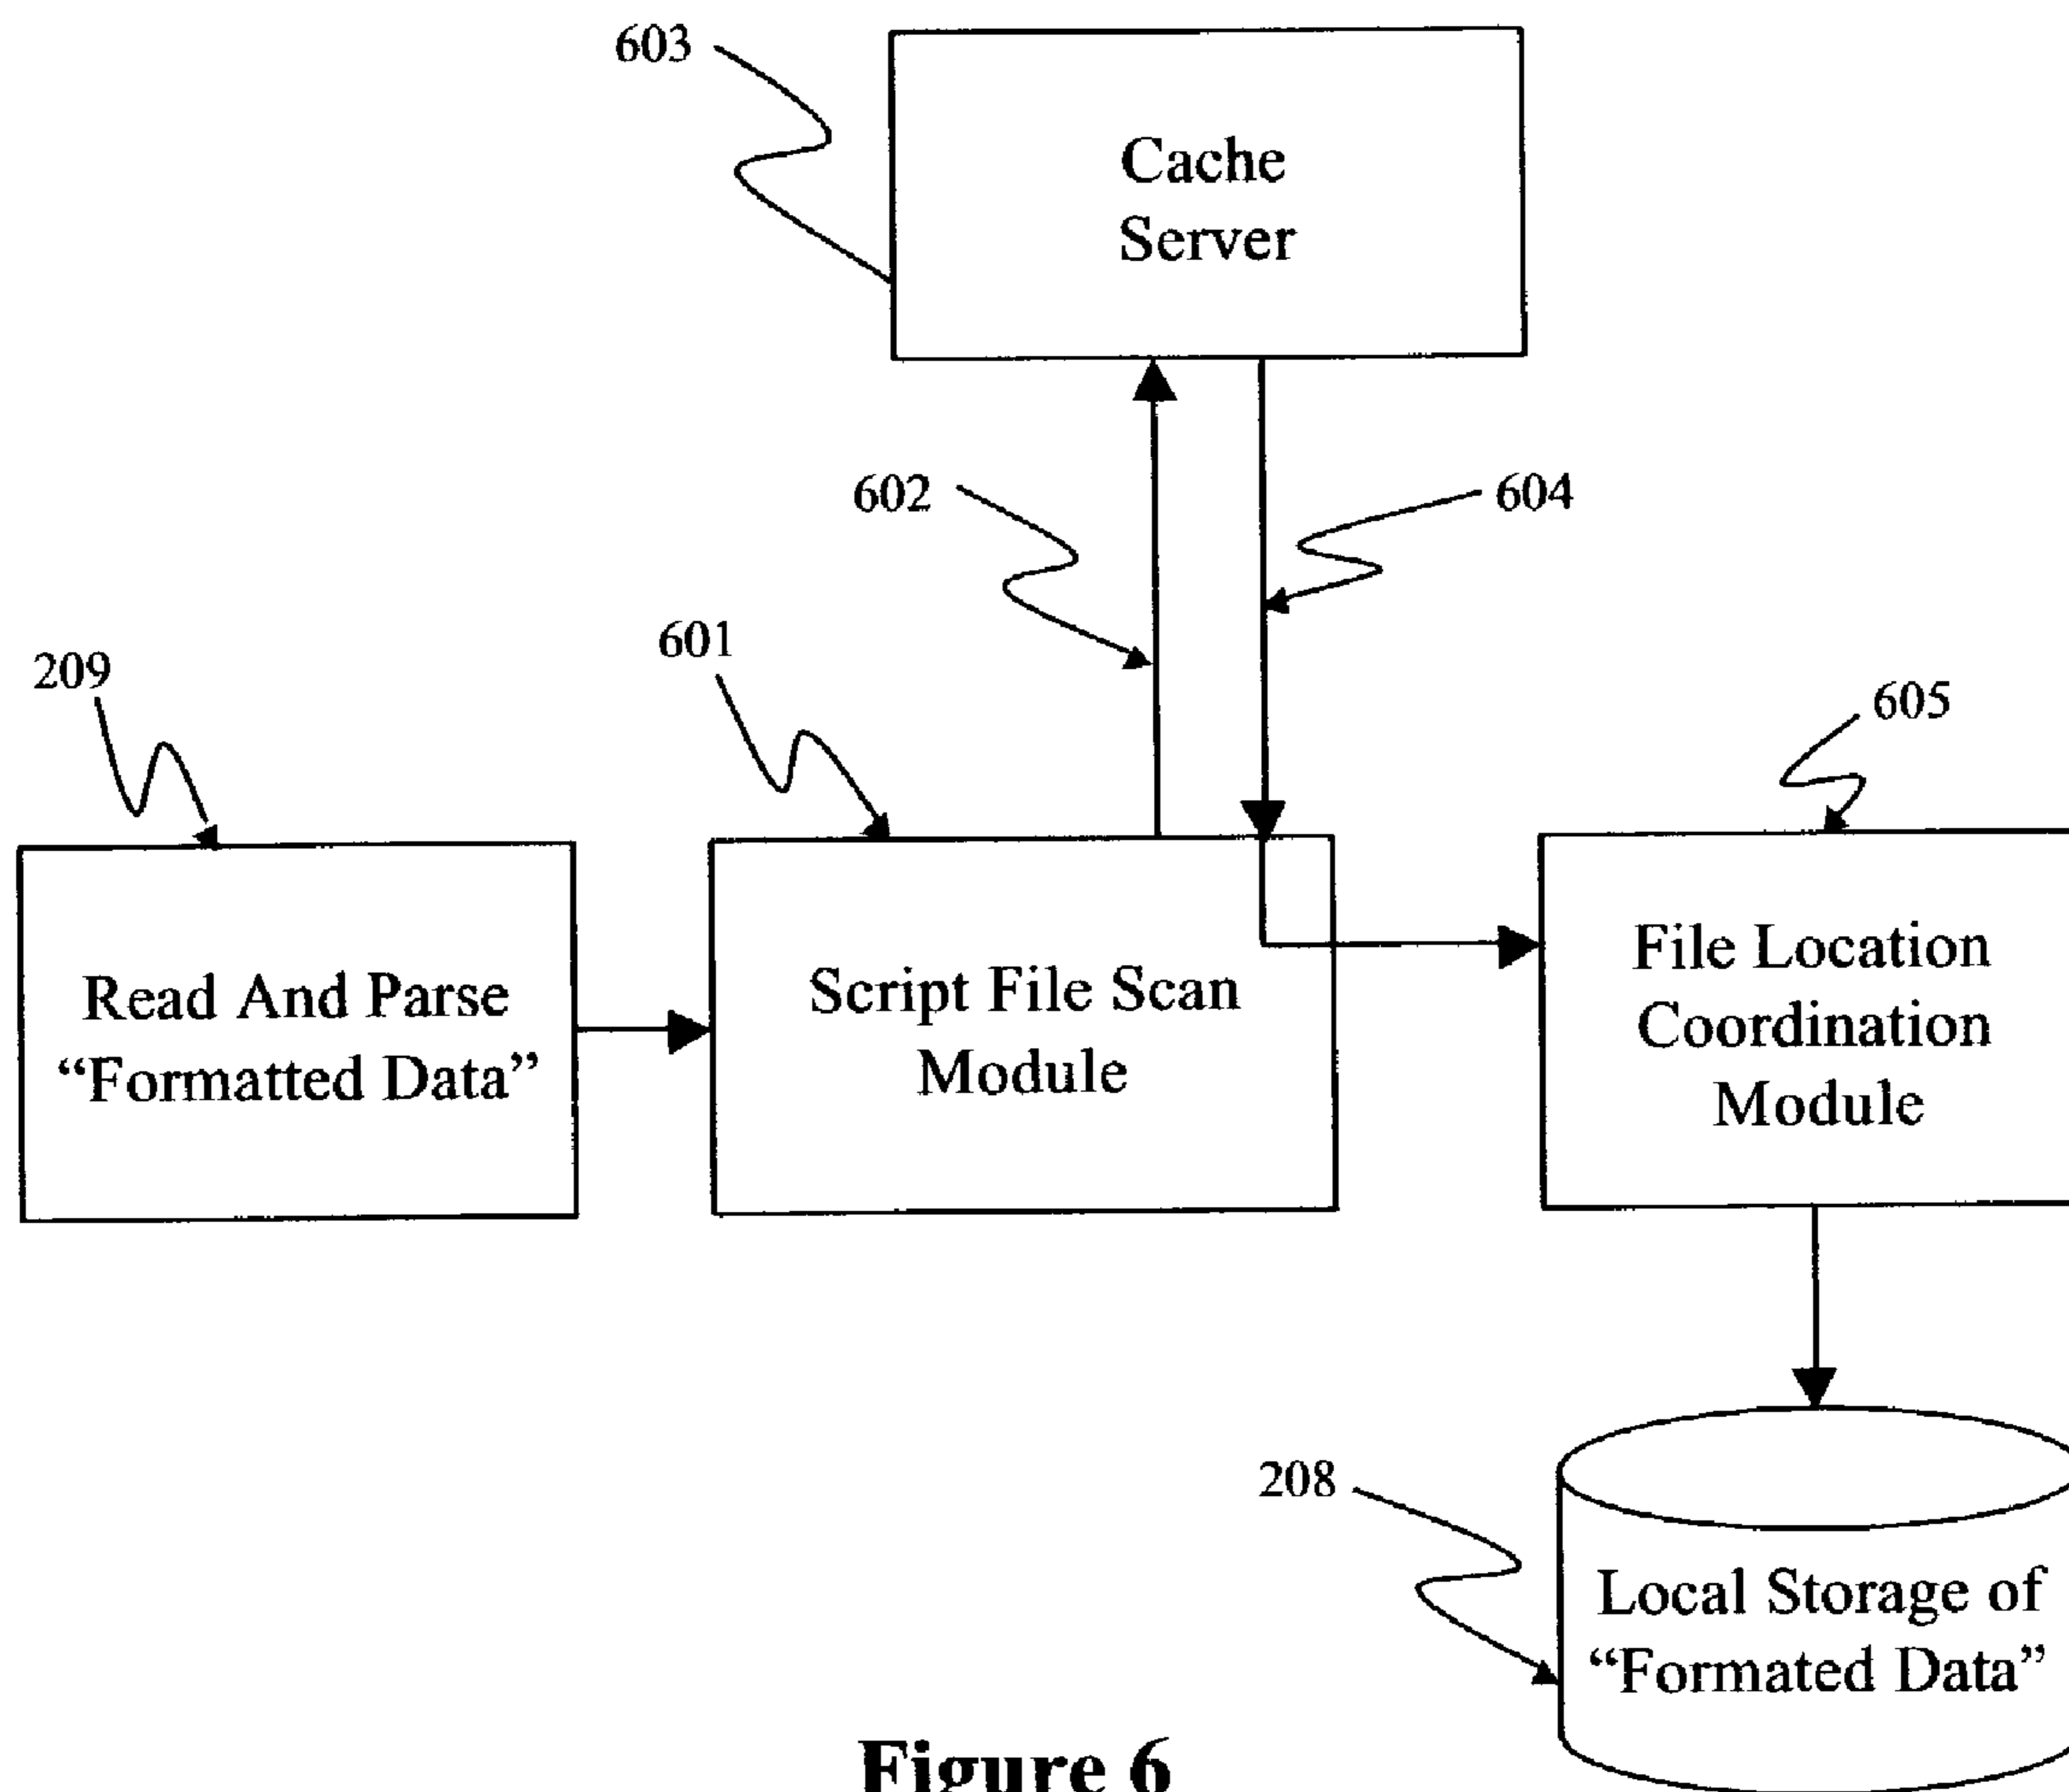 603
Cache
Server
602
604
209
601
605
Read And Parse
“Formatted Data”
Script File Scan
Module
File Location
Coordination
Module
208
Local Storage of
“Formated Data”
Figure 6